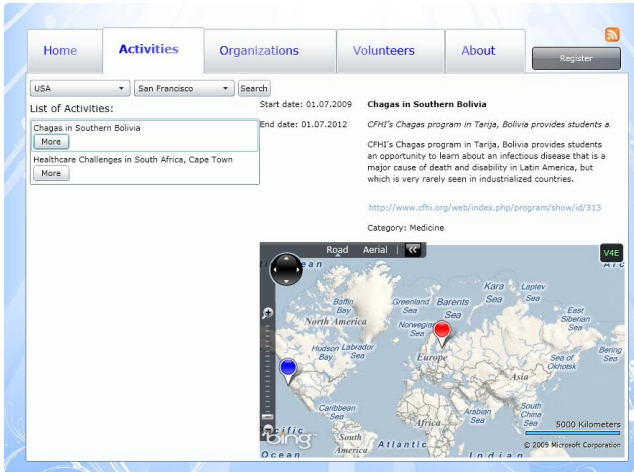 Home
Activities
Organizations
Volunteers
About
Register
USA
San Francisco
Search
List of Activities:
Chagas in Southern Bolivia
More
Healthcare Challenges in South Africa, Cape Town
More
Start date: 01.07.2009
End date: 01.07.2012
Chagas in Southern Bolivia
CFHI's Chagas program in Tarija, Bolivia provides students a
CFHI's Chagas program in Tarija, Bolivia provides students
an opportunity to learn about an infectious disease that is a
major cause of death and disability in Latin America, but
which is very rarely seen in industrialized countries.
http://www.cfhi.org/web/index.php/program/show/id/313
Category: Medicine
Road Aerial | «
V4E
Kara
Sea
Laptev
Sea
Baffin
Bay
Greenland
Sea
Barents
Sea
East
Siberian
Sea
North America
Norwegian
Sea
Hudson
Bay
Labrador
Sea
Europe
Bering
Sea
Sea of
Okhotsk
Asia
Caribbean
Sea
Africa
Arabian
Sea
South
China
Sea
5000 Kilometers
Pacific
Ocean
bing
South
America
Atlantic
Indian
© 2009 Microsoft Corporation